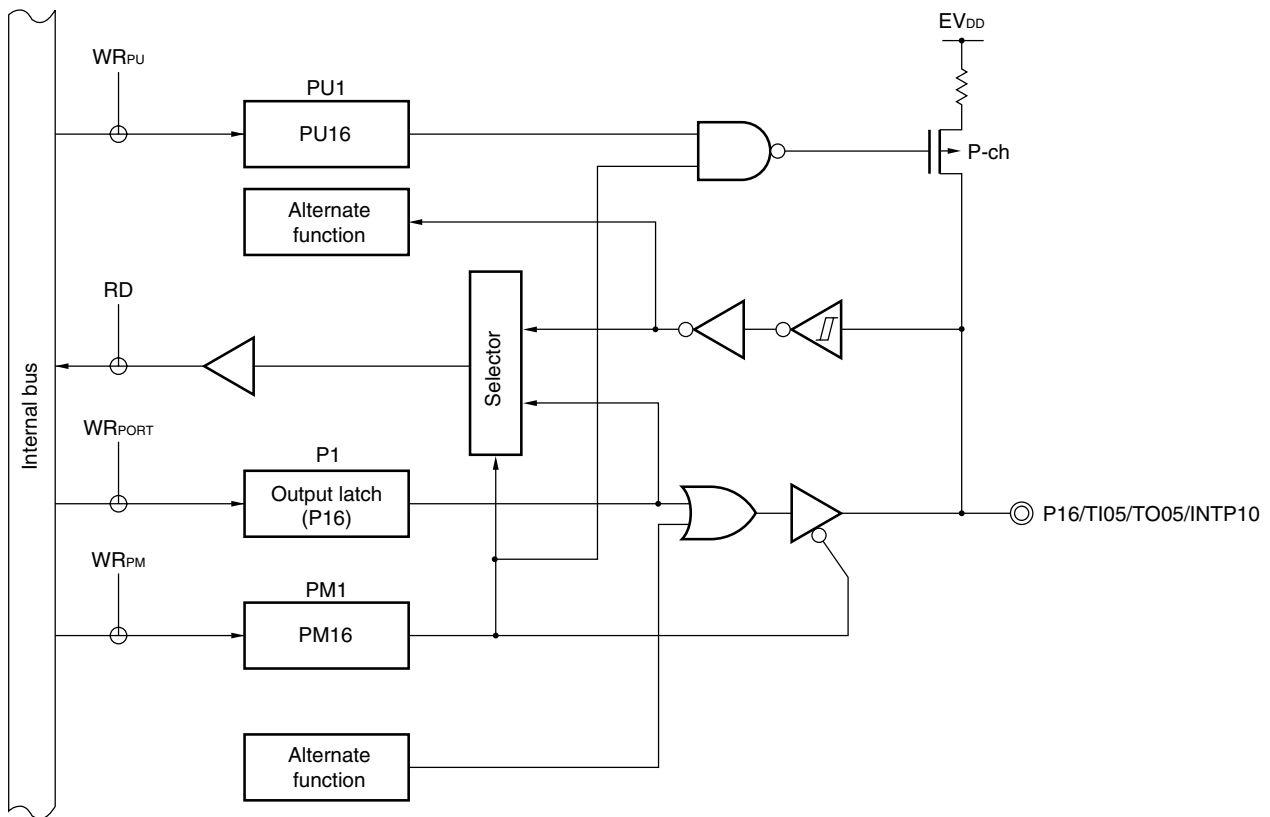 EVDD
WRPU
PU1
PU16
P-ch
Alternate
function
RD
Selector
Internal bus
WRPORT
P1
Output latch
(P16)
P16/TI05/TO05/INTP10
WRPM
PM1
PM16
Alternate
function